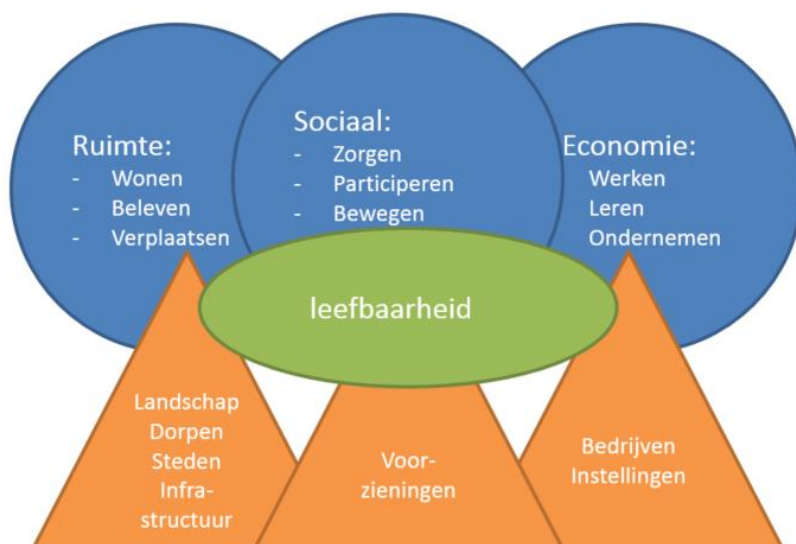 Ruimte:
- Wonen
- Beleven
- Verplaatsen
Sociaal:
- Zorgen
- Participeren
- Bewegen
Economie:
Werken
Leren
Ondernemen
leefbaarheid
Landschap
Dorpen
Steden
Infra-
structuur
Voor-
zieningen
Bedrijven
Instellingen